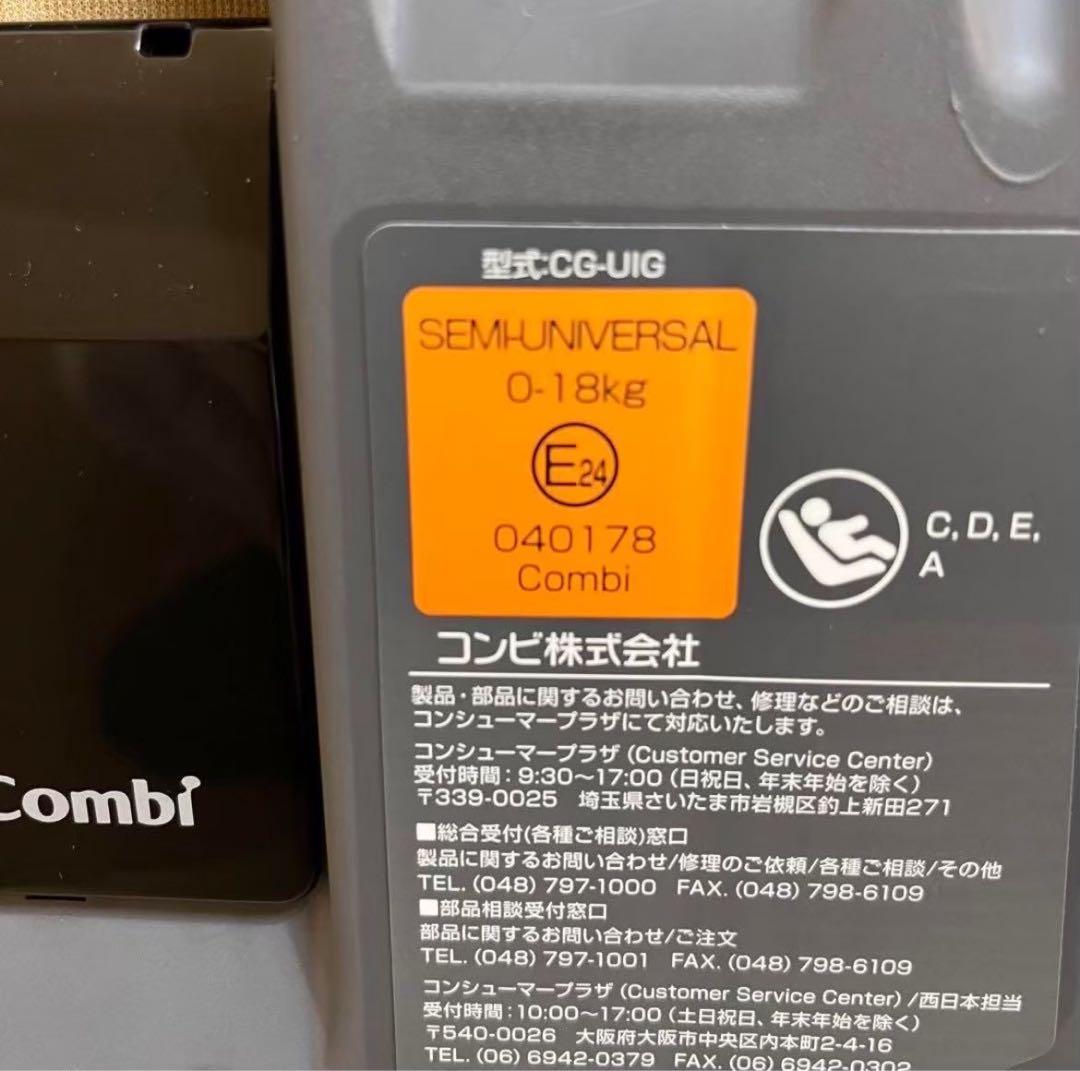 型式:CG-UIG
SEMI-UNIVERSAL
0-18kg
E24
040178
Combi
C, D, E,
A
コンビ株式会社
製品・部品に関するお問い合わせ、修理などのご相談は、
コンシューマープラザにて対応いたします。
コンシューマープラザ (Customer Service Center)
受付時間:9:30〜17:00 (日祝日、年末年始を除く)
〒339-0025 埼玉県さいたま市岩槻区釣上新田271
■総合受付(各種ご相談)窓口
製品に関するお問い合わせ/修理のご依頼/各種ご相談/その他
TEL. (048) 797-1000 FAX. (048) 798-6109
■部品相談受付窓口
部品に関するお問い合わせ/ご注文
TEL. (048) 797-1001 FAX. (048) 798-6109
コンシューマープラザ (Customer Service Center) /西日本担当
受付時間:10:00〜17:00 (土日祝日、年末年始を除く)
〒540-0026 大阪府大阪市中央区内本町2-4-16
TEL. (06) 6942-0379 FAX. (06) 6942-0302
Combi